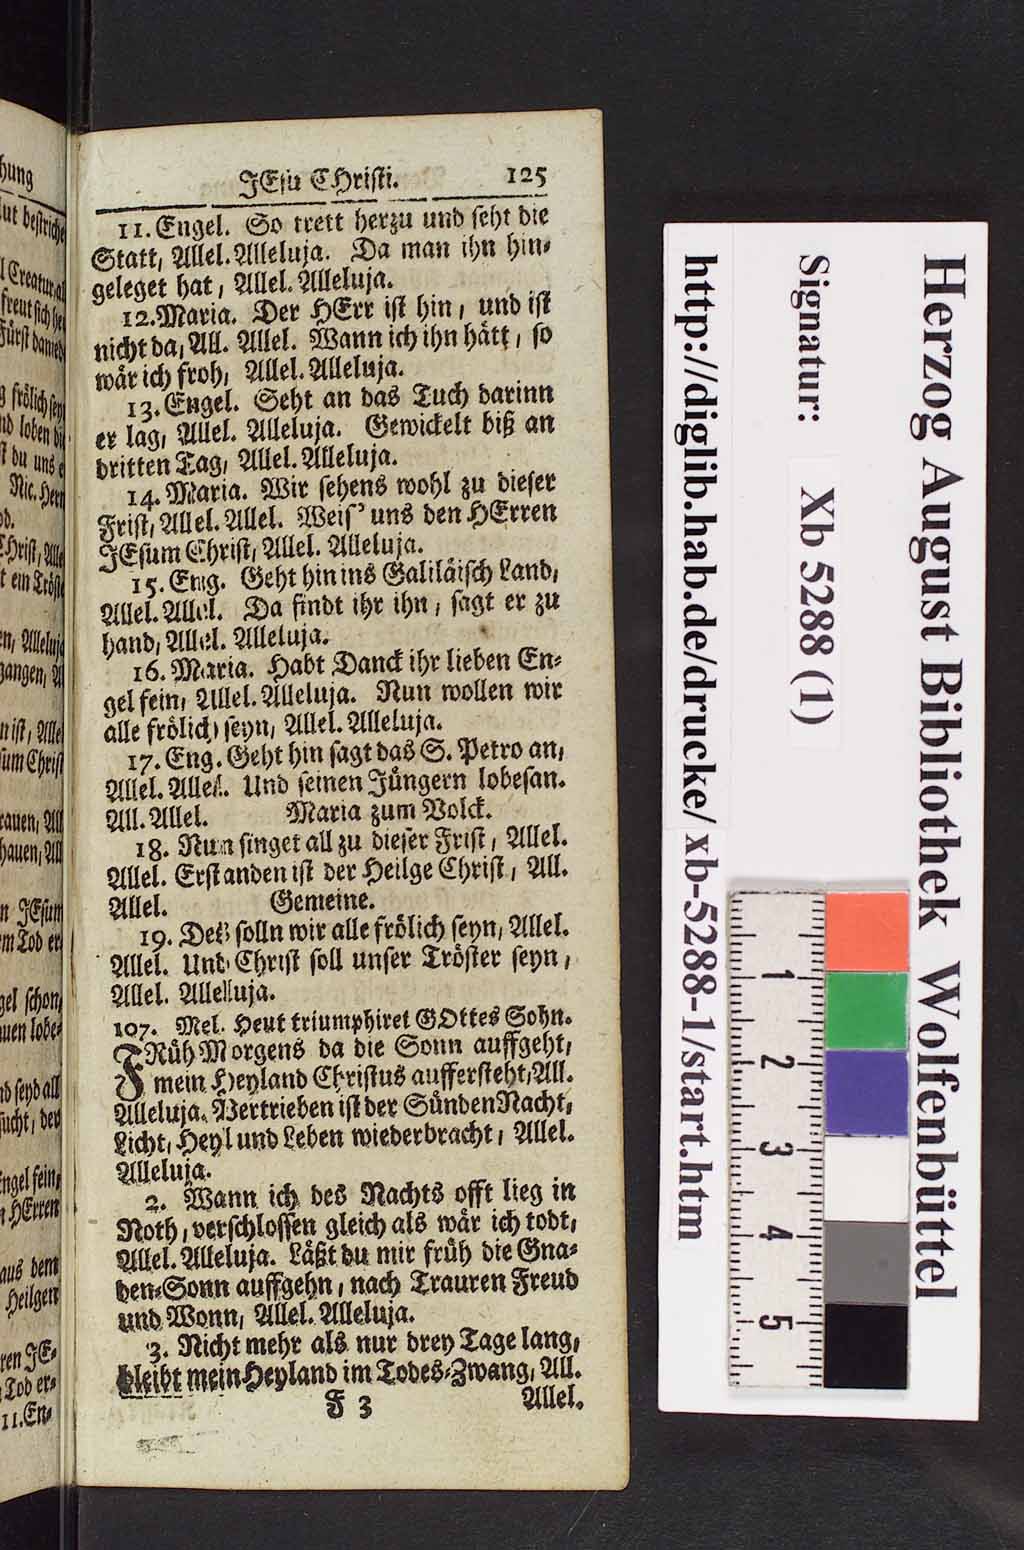 JEsu CHristi. 125
11. Engel. So trett herzu und seht die
Statt, Allel. Alleluja. Da man ihn hin-
geleget hat, Allel. Alleluja.
12. Maria. Der HErr ist hin, und ist
nicht da, All. Allel. Wann ich ihn hätt, so
wär ich froh, Allel. Alleluja.
13. Engel. Seht an das Tuch darinn
er lag, Allel. Alleluja. Gewickelt biß an
dritten Tag, Allel. Alleluja.
14. Maria. Wir sehens wohl zu dieser
Frist, Allel. Allel. Weis' uns den HErren
JEsum Christ, Allel. Alleluja.
15. Eng. Geht hin ins Galiläisch Land,
Allel. Allel. Da findt ihr ihn, sagt er zu
hand, Allel. Alleluja.
16. Maria. Habt Danck ihr lieben En-
gel fein, Allel. Alleluja. Nun wollen wir
alle frölich seyn, Allel. Alleluja.
17. Eng. Geht hin sagt das S. Petro an,
Allel. Allel. Und seinen Jüngern lobesan.
All. Allel. Maria zum Volck.
18. Nun singet all zu dieser Frist, Allel.
Allel. Erstanden ist der Heilge Christ, All.
Allel. Gemeine.
19. Deß solln wir alle frölich seyn, Allel.
Allel. Und Christ soll unser Tröster seyn,
Allel. Alleluja.
107. Mel. Heut triumphiret GOttes Sohn.
FRüh Morgens da die Sonn auffgeht,
mein Heyland Christus auffersteht, All.
Alleluja. Vertrieben ist der Sünden Nacht,
Licht, Heyl und Leben wiederbracht, Allel.
Alleluja.
2. Wann ich des Nachts offt lieg in
Noth, verschlossen gleich als wär ich todt,
Allel. Alleluja. Läßt du mir früh die Gna-
den-Sonn auffgehn, nach Trauren Freud
und Wonn, Allel. Alleluja.
3. Nicht mehr als nur drey Tage lang,
bleibt mein Heyland im Todes-Zwang, All.
F 3 Allel.
Herzog August Bibliothek Wolfenbüttel
Signatur: Xb 5288 (1)
http://diglib.hab.de/drucke/ xb-5288-1/start.htm
1
2
3
4
5